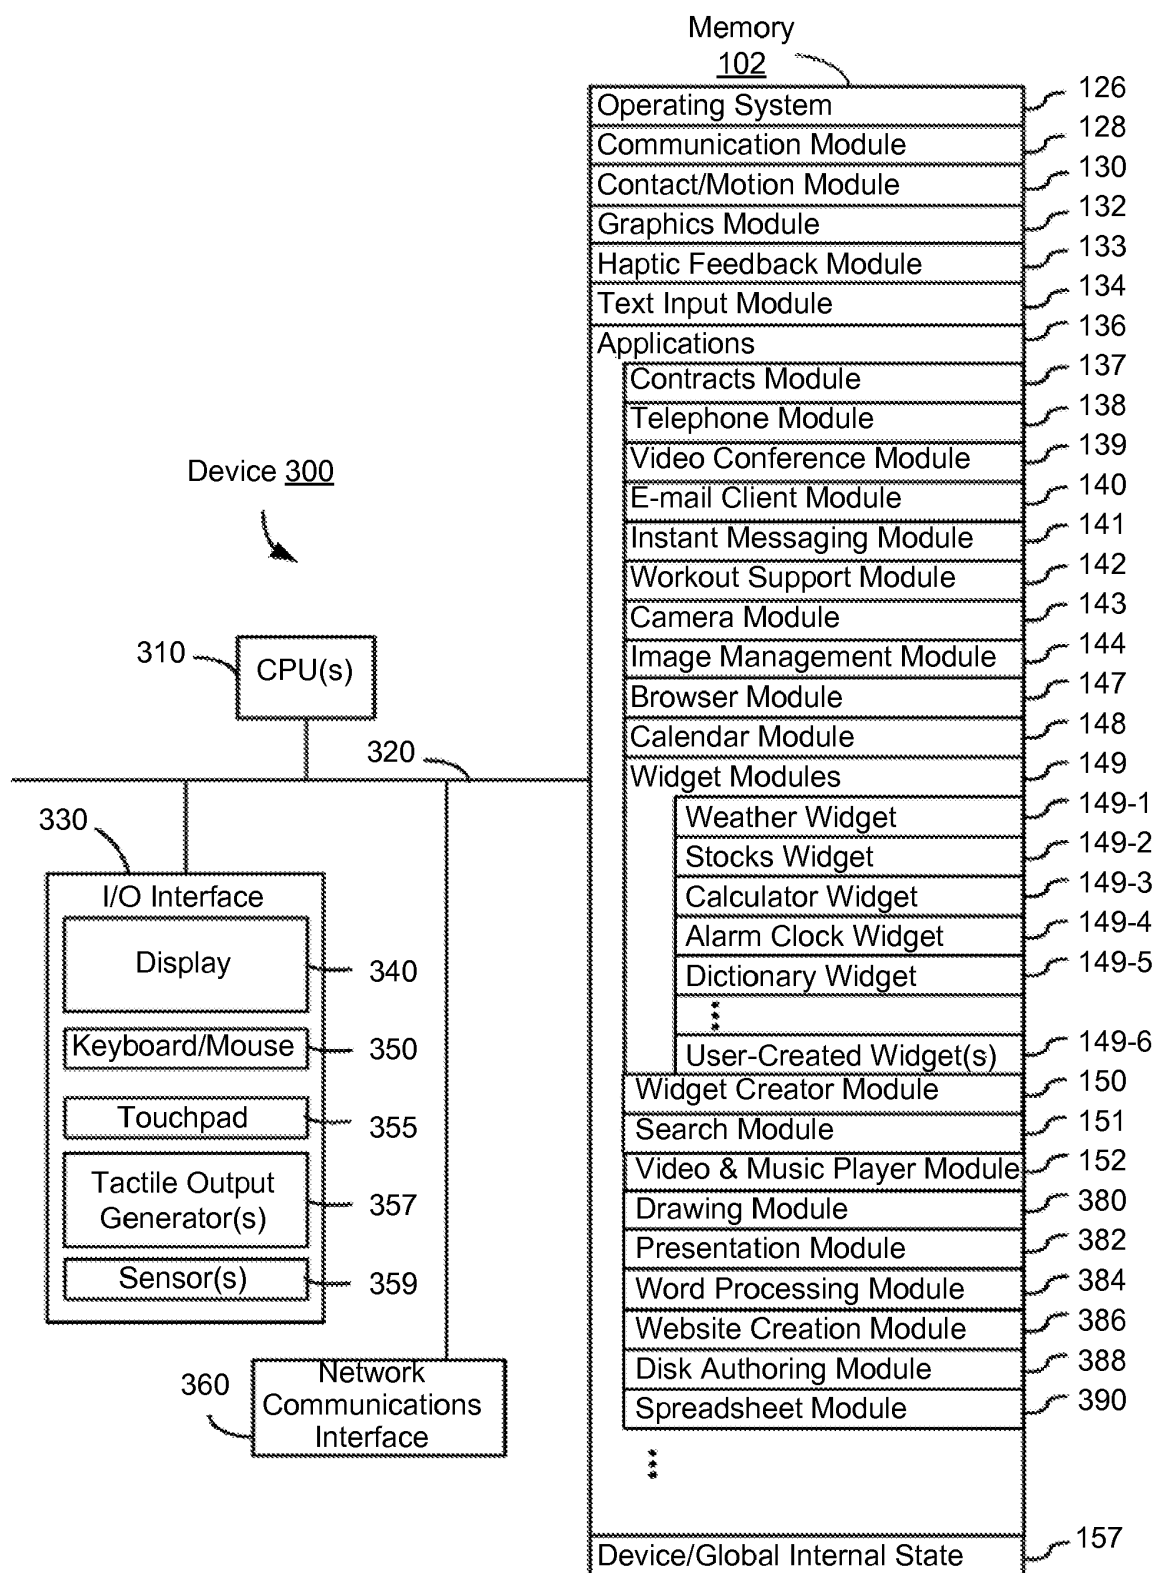 Memory
102
Operating System 126
Communication Module 128
Contact/Motion Module 130
Graphics Module 132
Haptic Feedback Module 133
Text Input Module 134
Applications 136
Contracts Module 137
Telephone Module 138
Video Conference Module 139
E-mail Client Module 140
Instant Messaging Module 141
Workout Support Module 142
Camera Module 143
Image Management Module 144
Browser Module 147
Calendar Module 148
Widget Modules 149
Weather Widget 149-1
Stocks Widget 149-2
Calculator Widget 149-3
Alarm Clock Widget 149-4
Dictionary Widget 149-5
User-Created Widget(s) 149-6
Widget Creator Module 150
Search Module 151
Video & Music Player Module 152
Drawing Module 380
Presentation Module 382
Word Processing Module 384
Website Creation Module 386
Disk Authoring Module 388
Spreadsheet Module 390
Device/Global Internal State 157
Device 300
310 CPU(s)
320
330
I/O Interface
Display 340
Keyboard/Mouse 350
Touchpad 355
Tactile Output
Generator(s) 357
Sensor(s) 359
360
Network
Communications
Interface